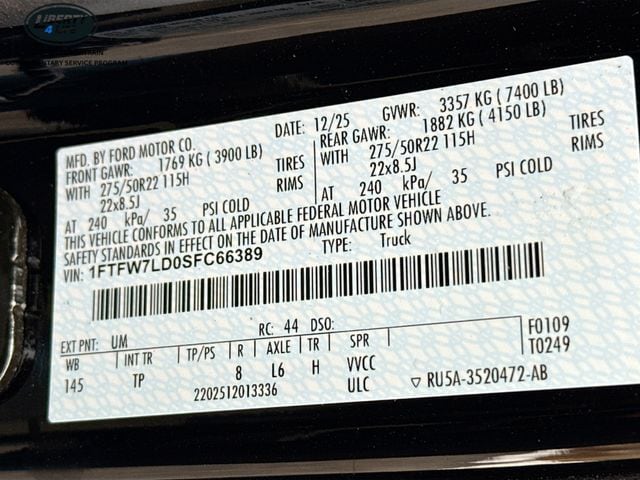 LIBERTY
COMPLIMENTARY SERVICE PROGRAM
MFD. BY FORD MOTOR CO.
DATE: 12/25 GVWR: 3357 KG ( 7400 LB)
FRONT GAWR: 1769 KG ( 3900 LB) REAR GAWR: 1882 KG ( 4150 LB)
WITH 275/50R22 115H TIRES WITH 275/50R22 115H TIRES
22x8.5J RIMS 22x8.5J RIMS
AT 240 kPa/ 35 PSI COLD AT 240 kPa/ 35 PSI COLD
THIS VEHICLE CONFORMS TO ALL APPLICABLE FEDERAL MOTOR VEHICLE
SAFETY STANDARDS IN EFFECT ON THE DATE OF MANUFACTURE SHOWN ABOVE.
VIN: 1FTFW7LD0SFC66389 TYPE: Truck
EXT PNT: UM RC: 44 DSO: F0109
WB INT TR TP/PS R AXLE TR SPR T0249
145 TP 8 L6 H VVCC
2202512013336 ULC ▽ RU5A-3520472-AB